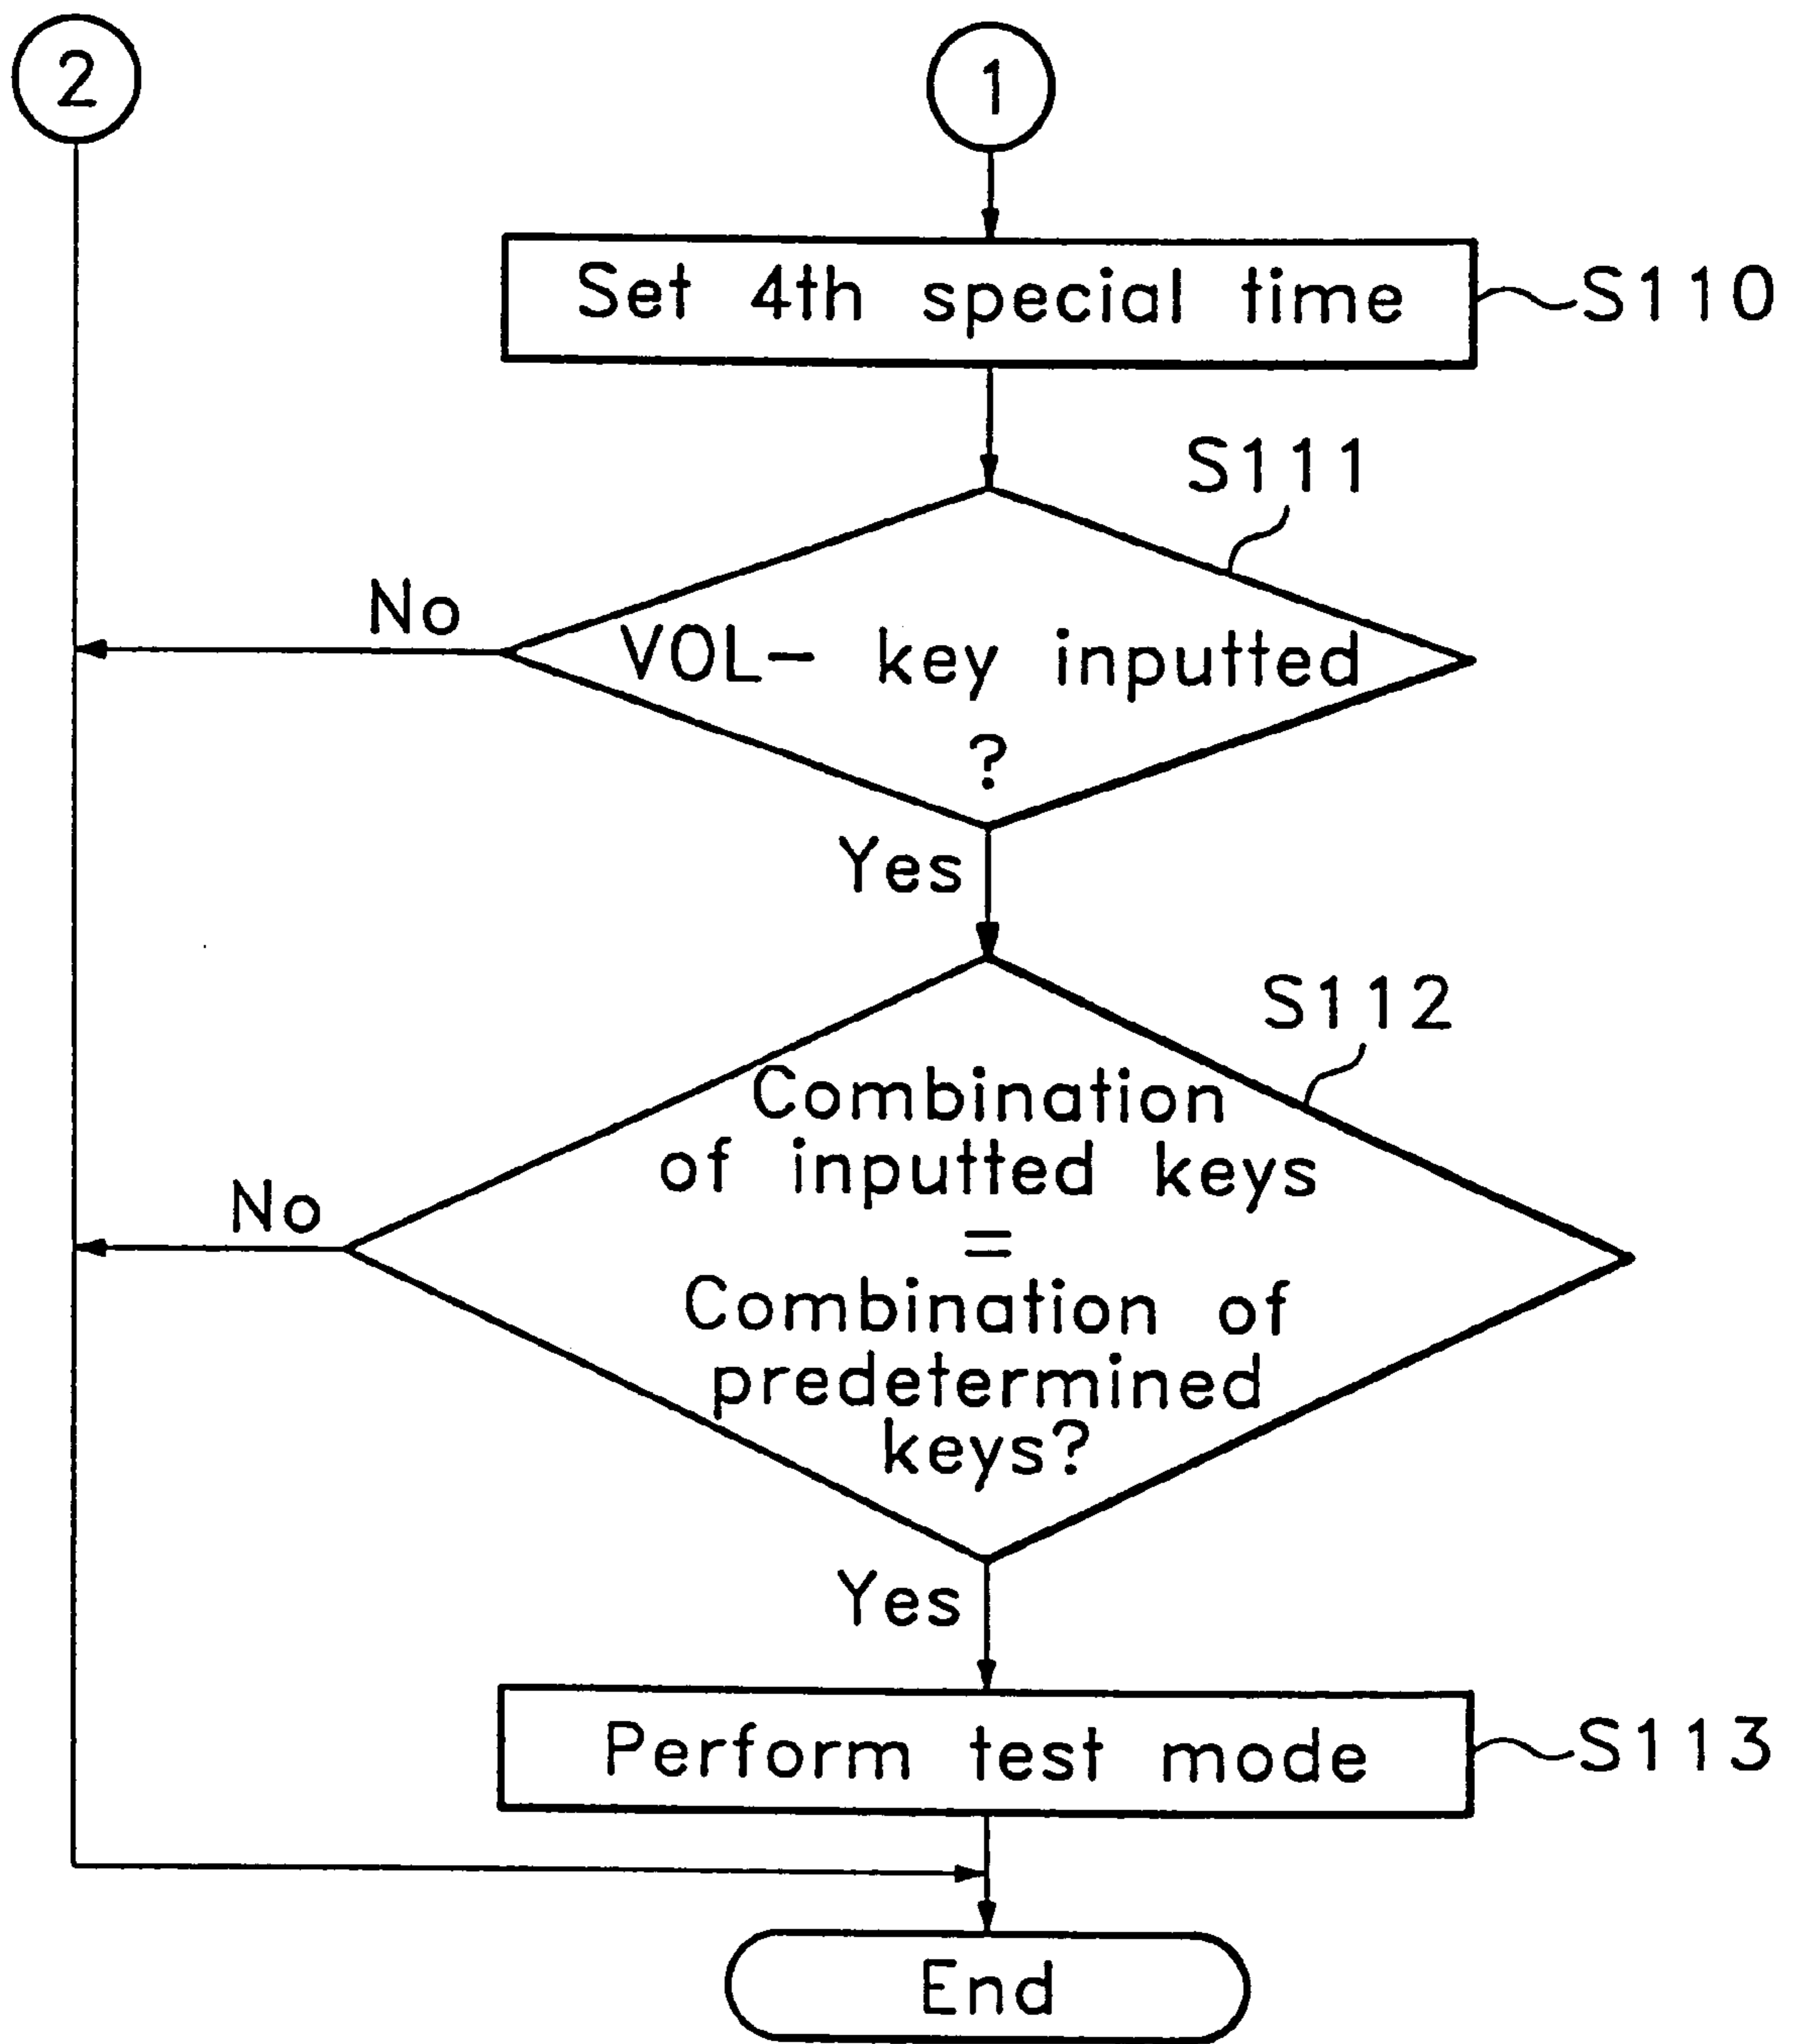 2
1
Set 4th special time
S110
S111
No
VOL- key inputted
?
Yes
S112
Combination
of inputted keys
=
Combination of
predetermined
keys?
No
Yes
Perform test mode
S113
End